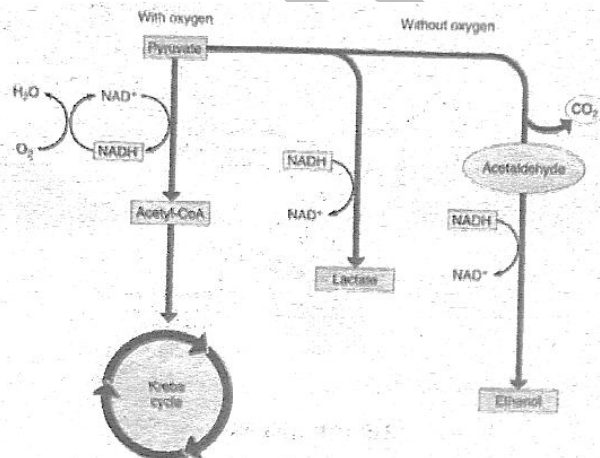 With oxygen
Without oxygen
Pyruvate
H₂O
NAD⁺
CO₂
O₂
NADH
NADH
Acetaldehyde
Acetyl-CoA
NAD⁺
NADH
Lactate
NAD⁺
Krebs
cycle
Ethanol